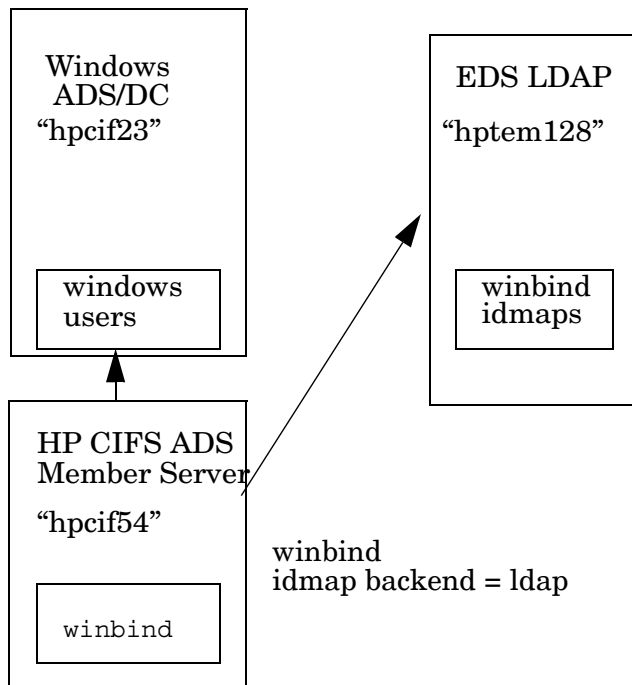 Windows
ADS/DC
“hpcif23”
windows
users
EDS LDAP
“hptem128”
winbind
idmaps
HP CIFS ADS
Member Server
“hpcif54”
winbind
winbind
idmap backend = ldap